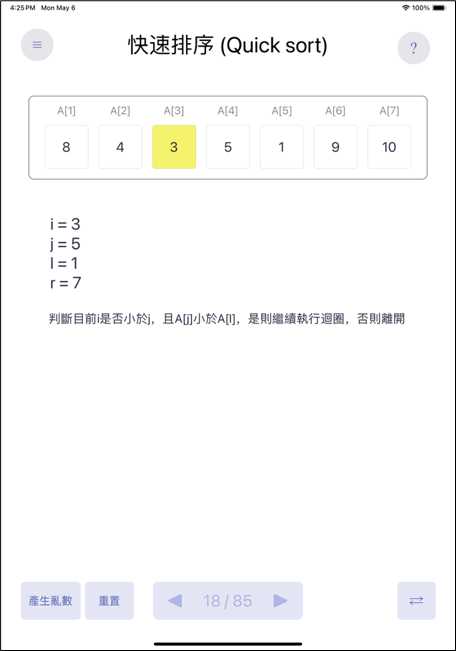 4:25 PM Mon May 6 100%
快速排序 (Quick sort)
?
A[1] A[2] A[3] A[4] A[5] A[6] A[7]
8 4 3 5 1 9 10
i = 3
j = 5
l = 1
r = 7
判斷目前i是否小於j，且A[j]小於A[l]，是則繼續執行迴圈，否則離開
產生亂數 重置 18 / 85